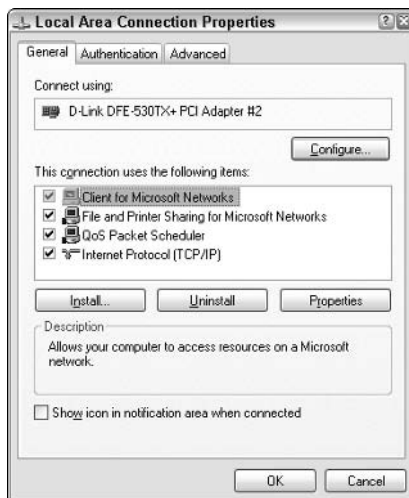 Local Area Connection Properties
General Authentication Advanced
Connect using:
D-Link DFE-530TX+ PCI Adapter #2
Configure...
This connection uses the following items:
Client for Microsoft Networks
File and Printer Sharing for Microsoft Networks
QoS Packet Scheduler
Internet Protocol (TCP/IP)
Install... Uninstall Properties
Description
Allows your computer to access resources on a Microsoft
network.
Show icon in notification area when connected
OK Cancel